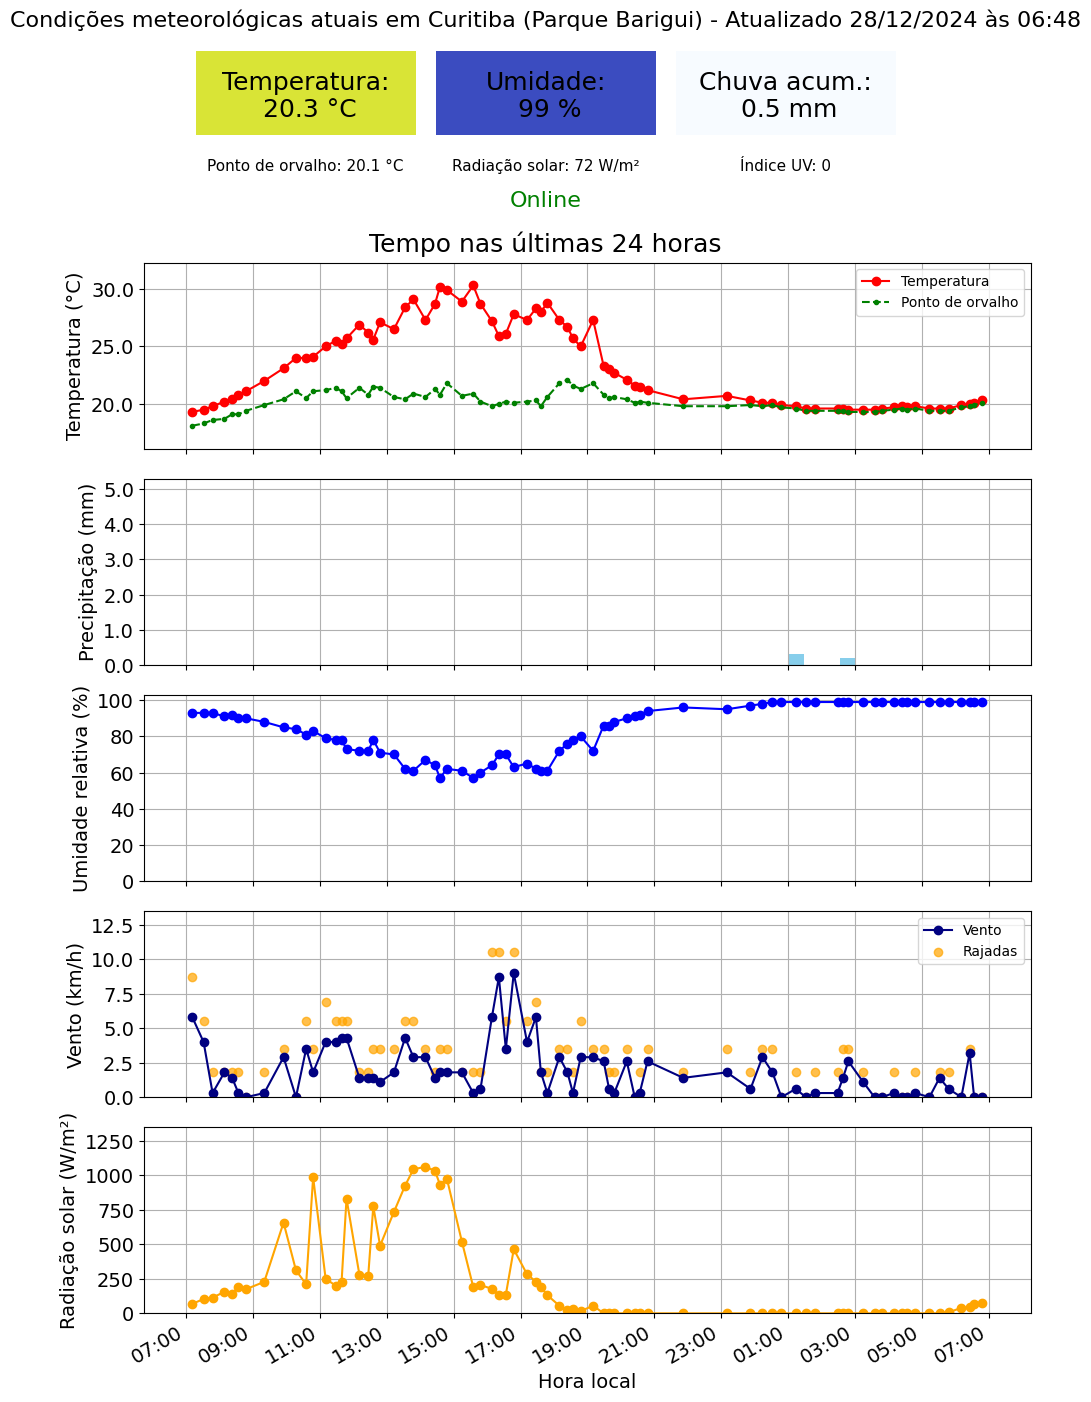 Condições meteorológicas atuais em Curitiba (Parque Barigui) - Atualizado 28/12/2024 às 06:48
Temperatura:
20.3 °C
Umidade:
99 %
Chuva acum.:
0.5 mm
Ponto de orvalho: 20.1 °C
Radiação solar: 72 W/m²
Índice UV: 0
Online
Tempo nas últimas 24 horas
Temperatura (°C)
30.0
25.0
20.0
Temperatura
Ponto de orvalho
Precipitação (mm)
5.0
4.0
3.0
2.0
1.0
0.0
Umidade relativa (%)
100
80
60
40
20
0
Vento (km/h)
12.5
10.0
7.5
5.0
2.5
0.0
Vento
Rajadas
Radiação solar (W/m²)
1250
1000
750
500
250
0
07:00
09:00
11:00
13:00
15:00
17:00
19:00
21:00
23:00
01:00
03:00
05:00
07:00
Hora local